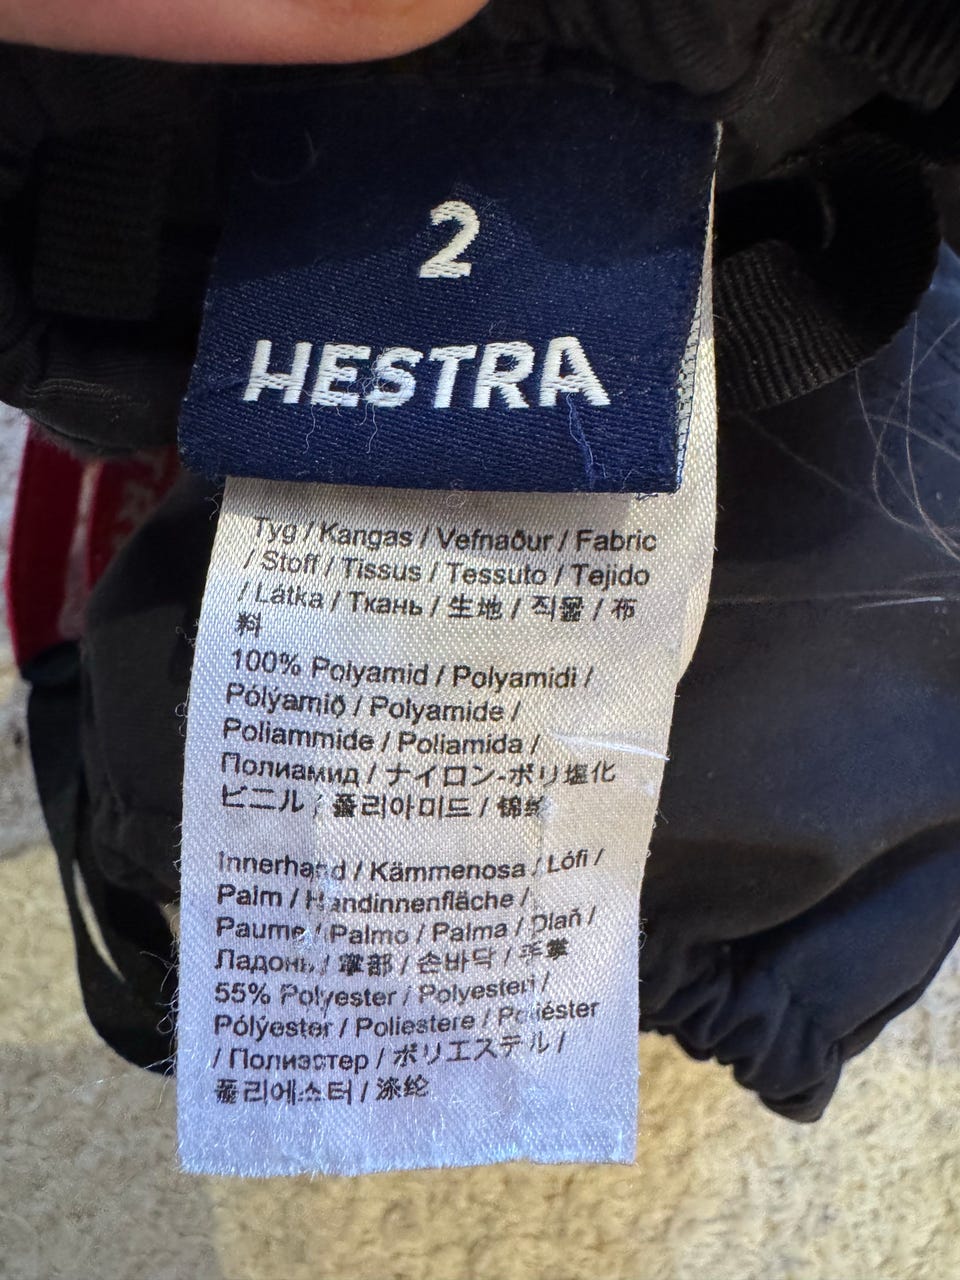 2
HESTRA
Tyg / Kangas / Vefnaður / Fabric
/ Stoff / Tissus / Tessuto / Tejido
/ Látka / Ткань / 生地 / 직물 / 布
料
100% Polyamid / Polyamidi /
Pólýamíð / Polyamide /
Poliammide / Poliamida /
Полиамид / ナイロン-ポリ塩化
ビニル / 폴리아미드 / 锦纶
Innerhand / Kämmenosa / Lófi /
Palm / Handinnenfläche /
Paume / Palmo / Palma / Dlaň /
Ладонь / 掌部 / 손바닥 / 手掌
55% Polyester / Polyesteri /
Pólýester / Poliestere / Poliéster
/ Полиэстер / ポリエステル /
폴리에스터 / 涤纶